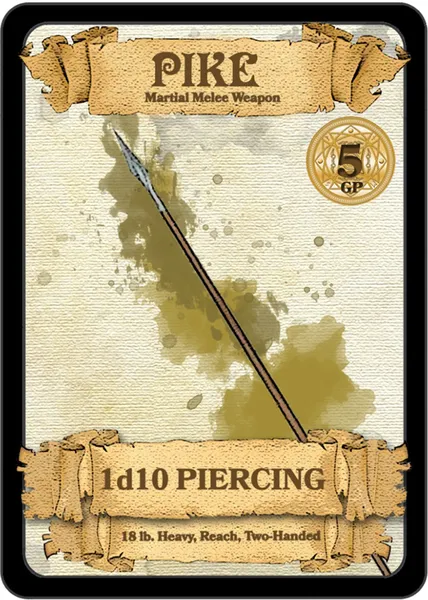 PIKE
Martial Melee Weapon
5
GP
1d10 PIERCING
18 lb. Heavy, Reach, Two-Handed